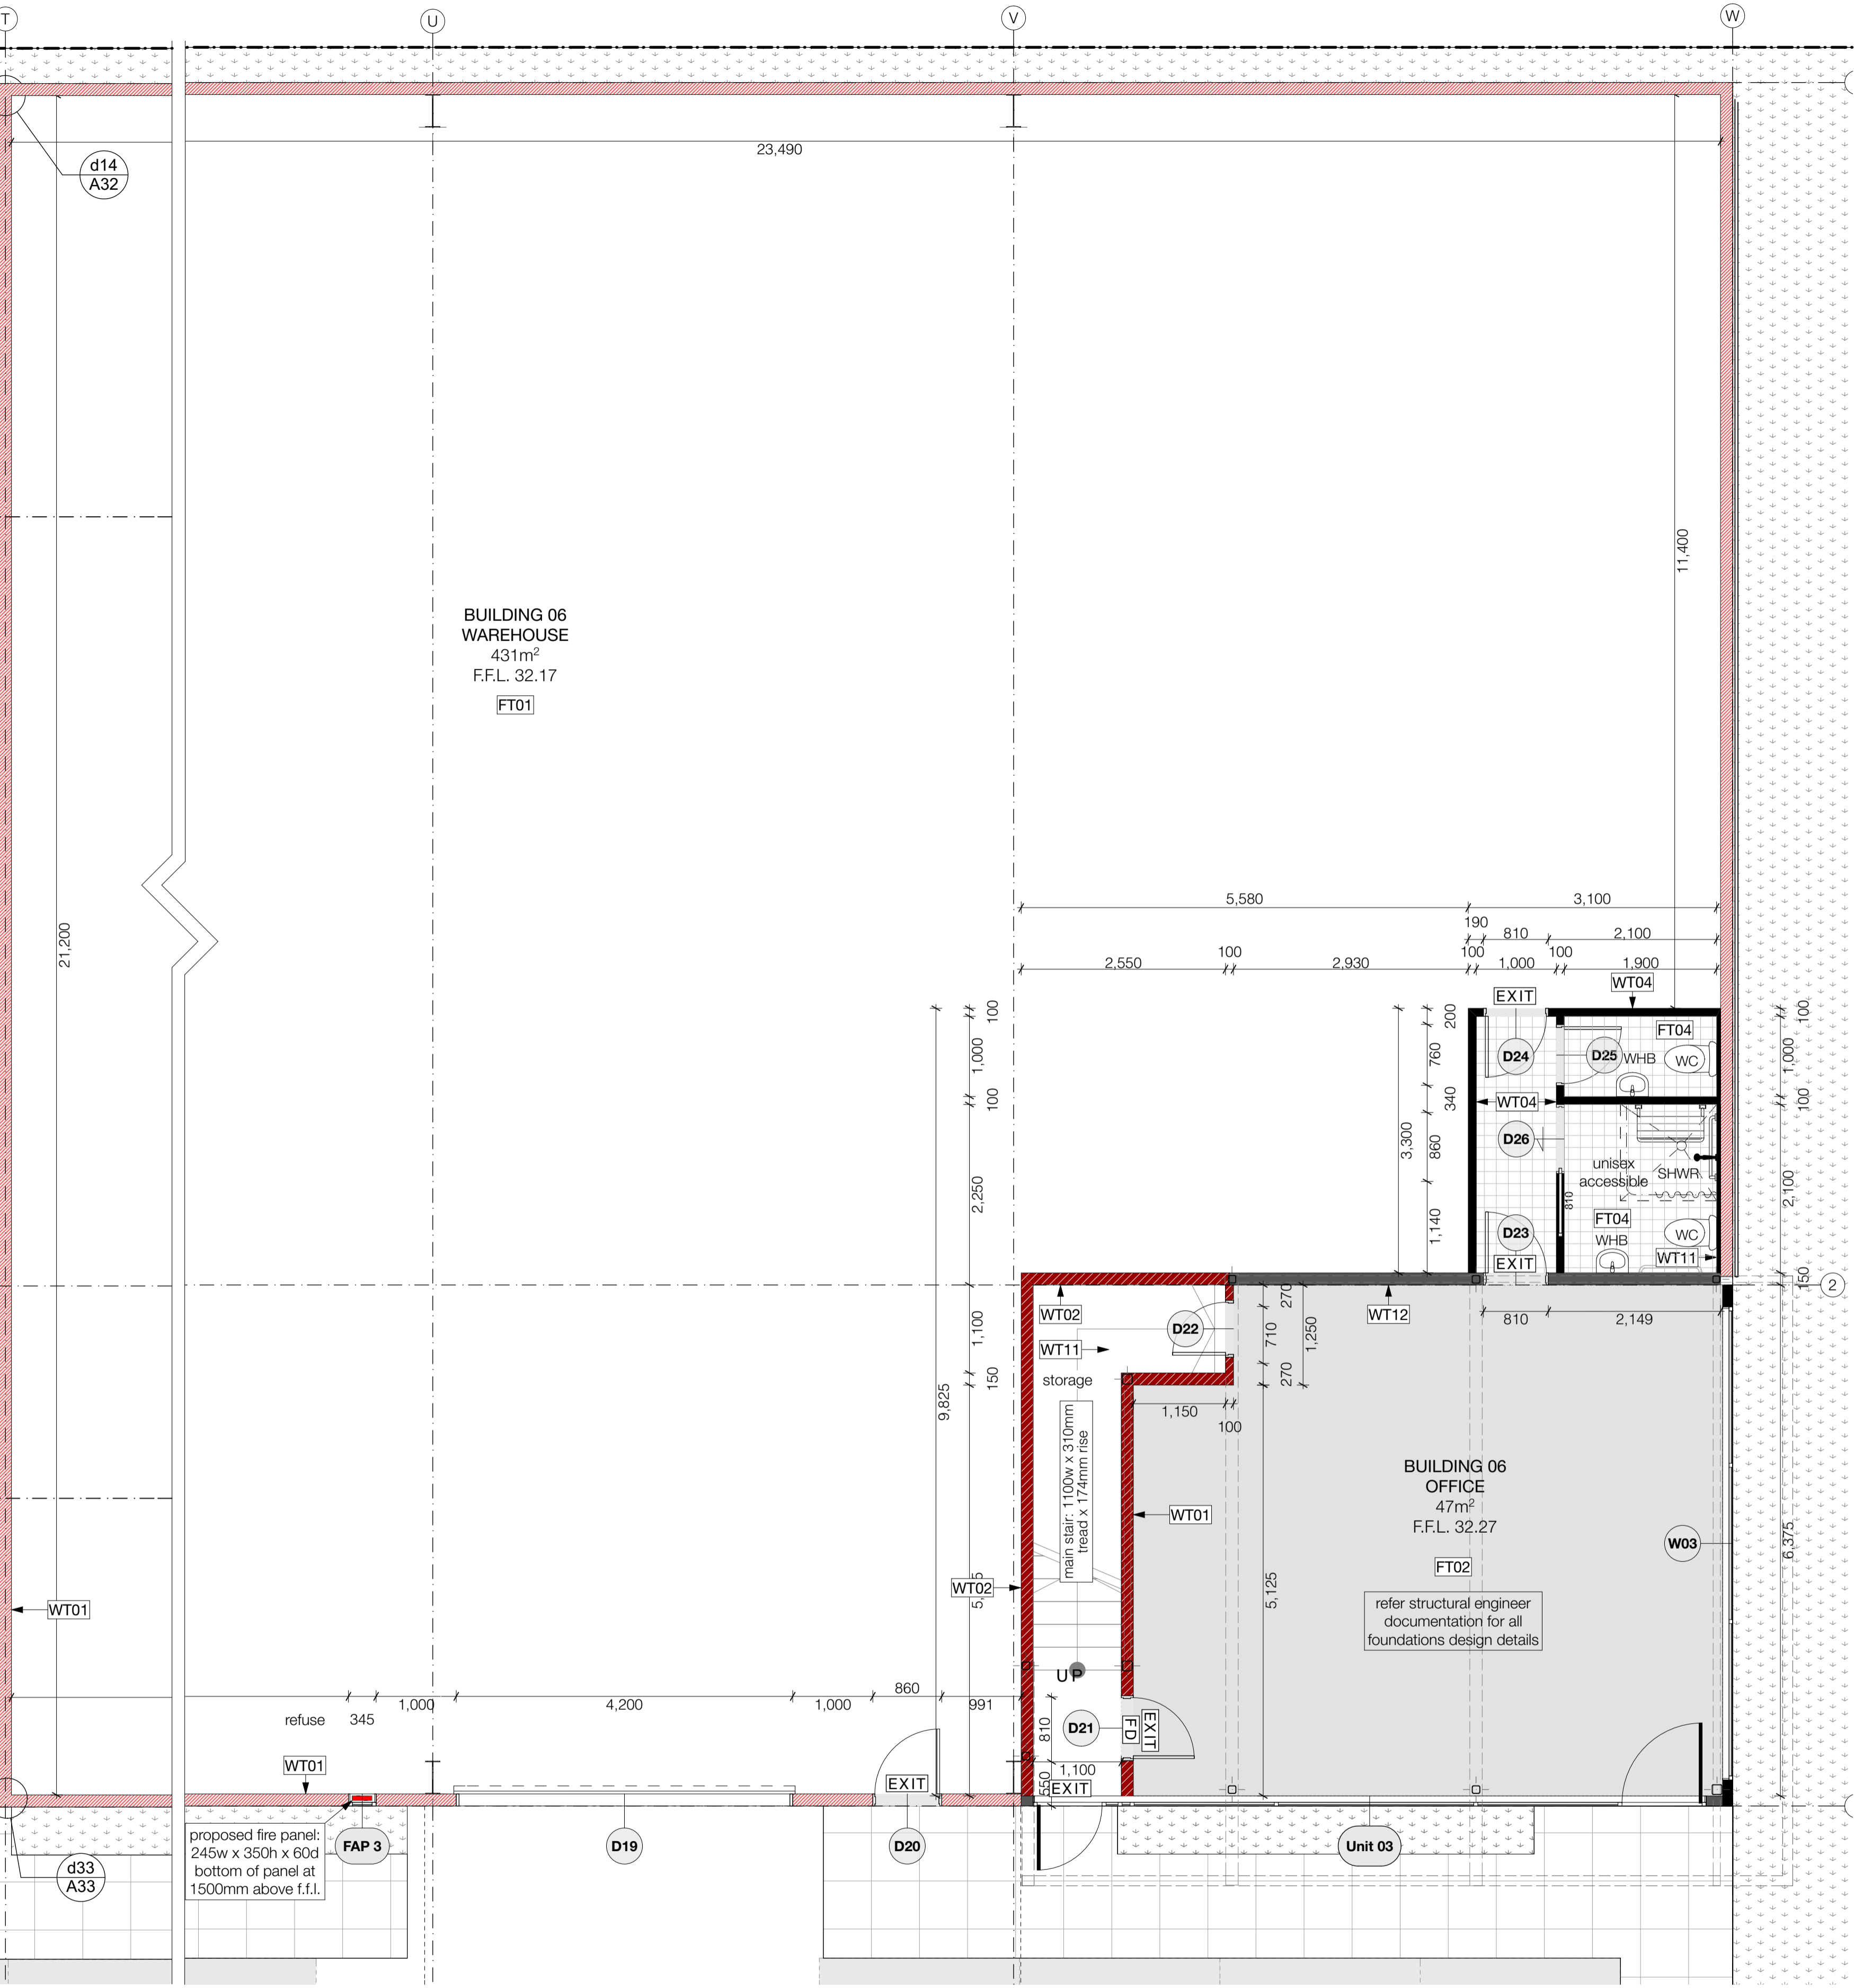 T
U
V
W
23,490
d14
A32
11,400
BUILDING 06
WAREHOUSE
431m²
F.F.L. 32.17
FT01
21,200
5,580
3,100
190
810
2,100
100
100
100
2,550
2,930
1,000
1,900
WT04
EXIT
100
1,000
100
2,250
1,100
150
9,825
3,300
200
760
340
860
1,140
D24
D25
WHB
FT04
WC
WT04
D26
unisex
accessible
SHWR
810
FT04
D23
WHB
WC
EXIT
WT11
100
1,000
100
2,100
150
2
WT02
D22
WT12
810
2,149
270
710
1,250
270
WT11
storage
1,150
100
main stair: 1100w x 310mm
tread x 174mm rise
BUILDING 06
OFFICE
47m²
F.F.L. 32.27
WT01
W03
6,375
FT02
WT02
5,125
refer structural engineer
documentation for all
foundations design details
WT01
UP
1,000
4,200
1,000
860
991
refuse
345
D21
810
FD
EXIT
WT01
1,100
550
EXIT
EXIT
proposed fire panel:
245w x 350h x 60d
bottom of panel at
1500mm above f.f.l.
FAP 3
D19
D20
Unit 03
d33
A33